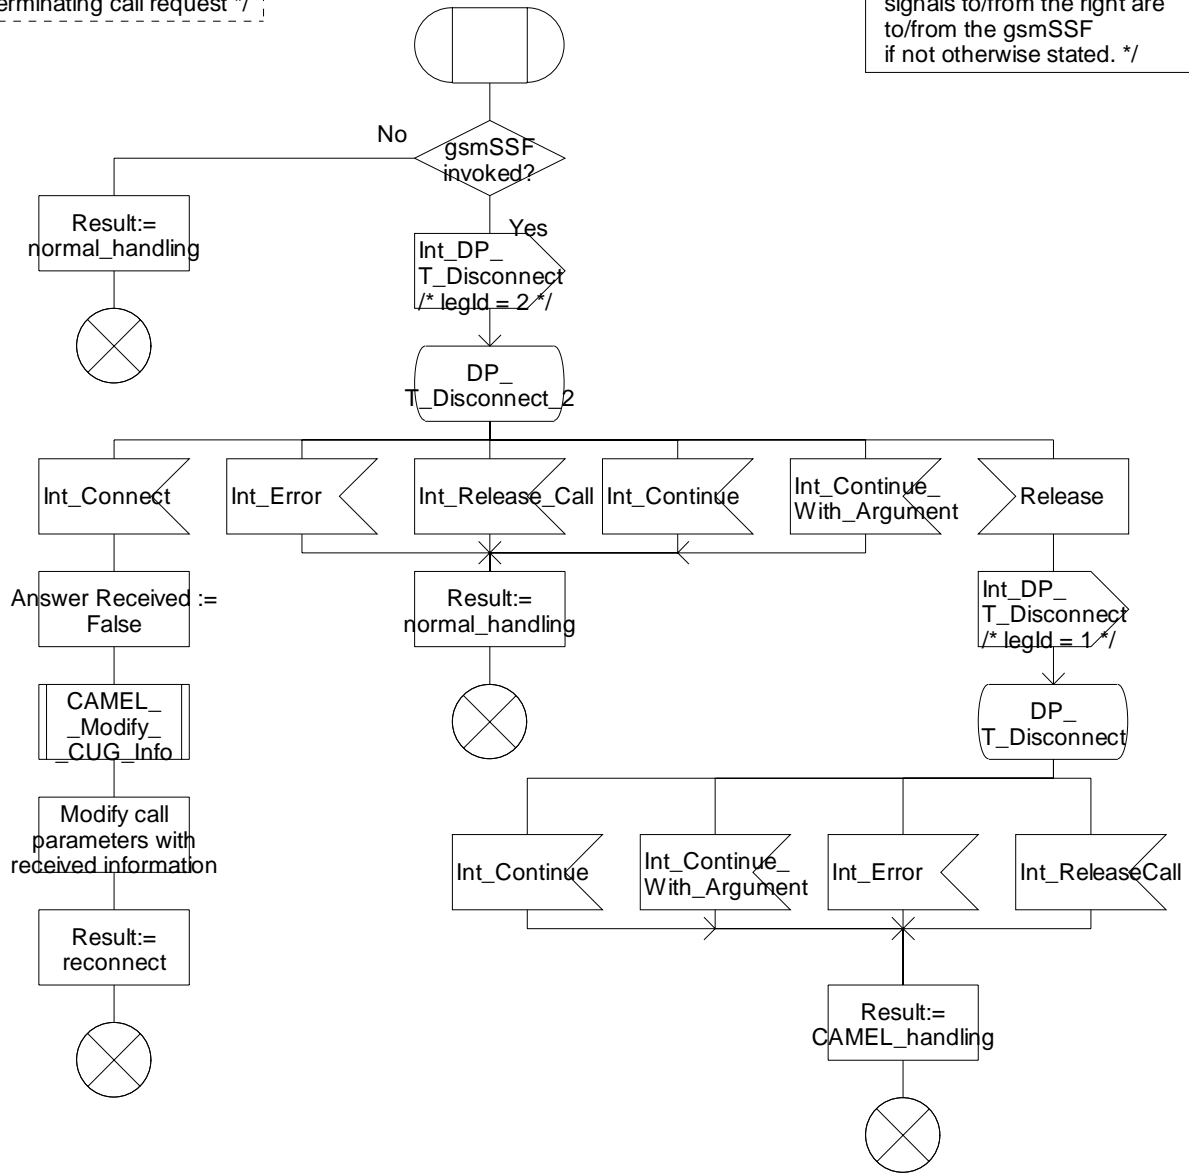 erminating call request */
signals to/from the right are
to/from the gsmSSF
if not otherwise stated. */
No
gsmSSF
invoked?
Yes
Result:=
normal_handling
Int_DP_
T_Disconnect
/* legId = 2 */
DP_
T_Disconnect_2
Int_Connect
Int_Error
Int_Release_Call
Int_Continue
Int_Continue_
With_Argument
Release
Answer Received :=
False
Result:=
normal_handling
Int_DP_
T_Disconnect
/* legId = 1 */
CAMEL_
_Modify_
_CUG_Info
DP_
T_Disconnect
Modify call
parameters with
received information
Int_Continue
Int_Continue_
With_Argument
Int_Error
Int_ReleaseCall
Result:=
reconnect
Result:=
CAMEL_handling